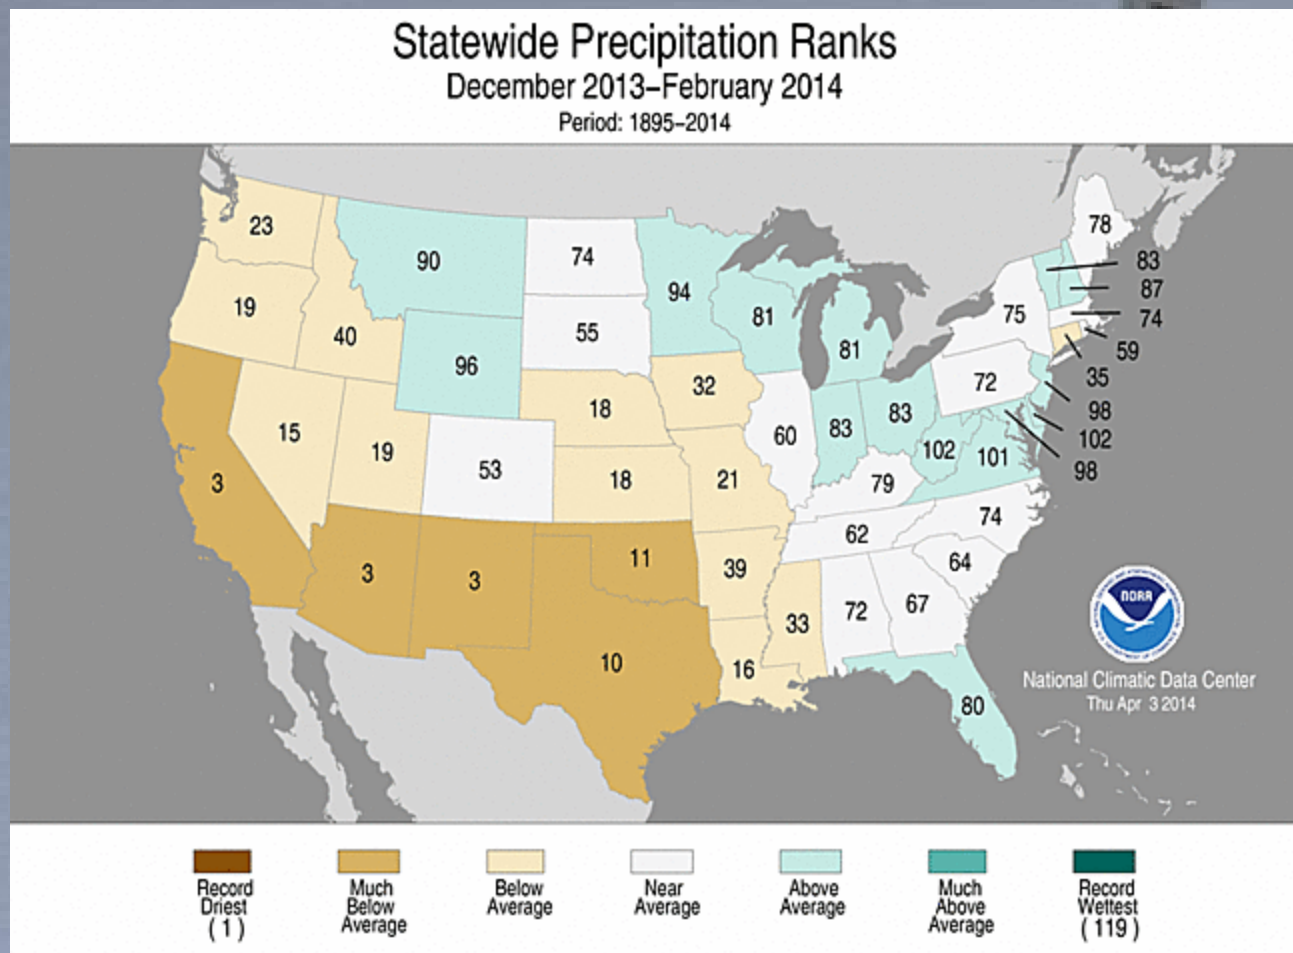 Statewide Precipitation Ranks
December 2013–February 2014
Period: 1895–2014
78
23
90
74
83
94
87
19
75
74
81
55
59
40
81
96
35
72
32
18
98
83
83
60
102
15
102
101
19
53
98
18
21
79
3
74
62
11
64
39
3
3
NOAA
67
72
33
10
16
National Climatic Data Center
Thu Apr 3 2014
80
Record
Driest
( 1 )
Much
Below
Average
Below
Average
Near
Average
Above
Average
Much
Above
Average
Record
Wettest
( 119 )